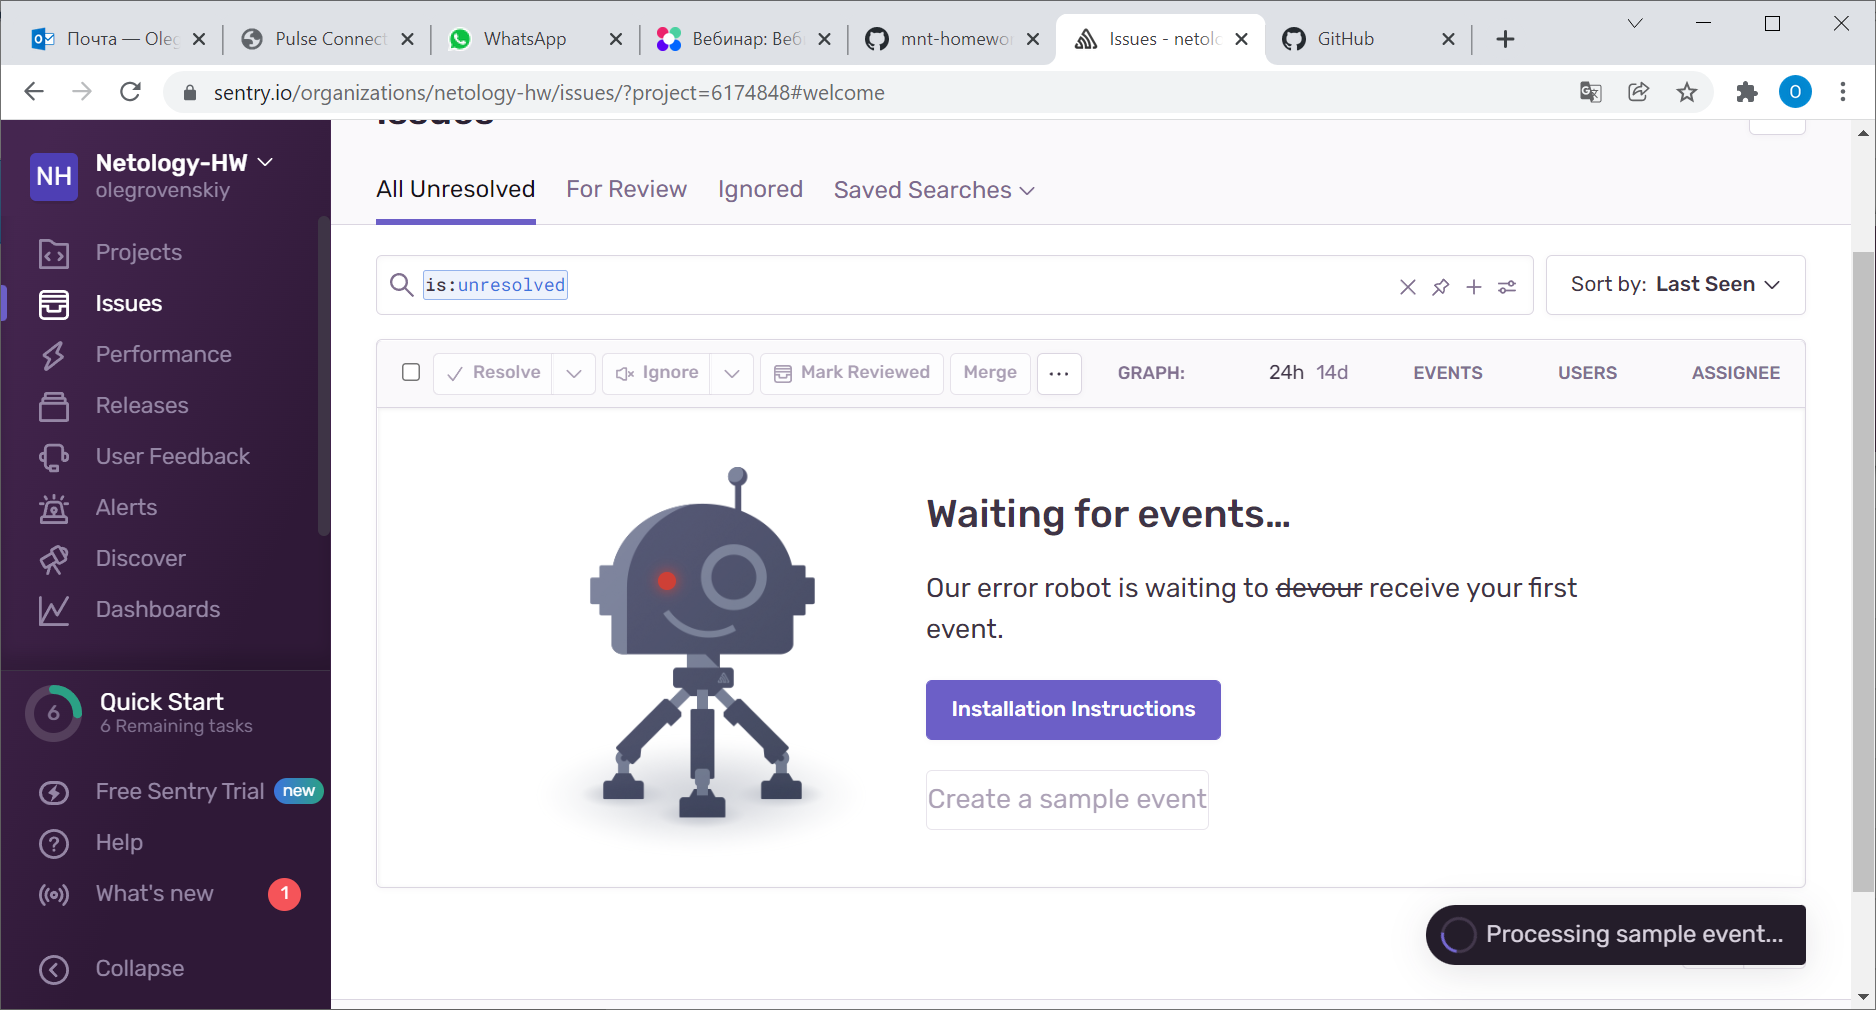 Почта — Oleg
Pulse Connect
WhatsApp
Вебинар: Веб
mnt-homewor
Issues - netolo
GitHub
sentry.io/organizations/netology-hw/issues/?project=6174848#welcome
O
NH
Netology-HW
olegrovenskiy
Projects
Issues
Performance
Releases
User Feedback
Alerts
Discover
Dashboards
6
Quick Start
6 Remaining tasks
Free Sentry Trial new
Help
What's new 1
Collapse
Issues
All Unresolved For Review Ignored Saved Searches
is:unresolved
Sort by: Last Seen
Resolve Ignore Mark Reviewed Merge ... GRAPH: 24h 14d EVENTS USERS ASSIGNEE
Waiting for events…
Our error robot is waiting to devour receive your first
event.
Installation Instructions
Create a sample event
Processing sample event...